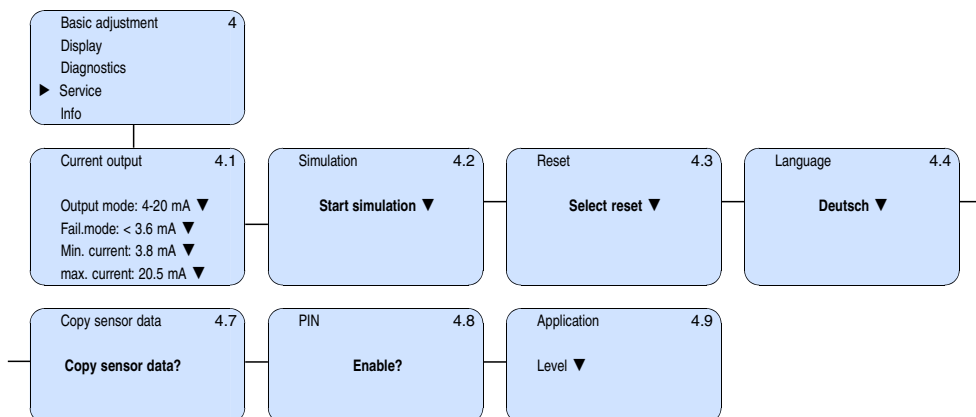 Basic adjustment 4
Display
Diagnostics
▶ Service
Info
Current output 4.1
Output mode: 4-20 mA ▼
Fail.mode: < 3.6 mA ▼
Min. current: 3.8 mA ▼
max. current: 20.5 mA ▼
Simulation 4.2
Start simulation ▼
Reset 4.3
Select reset ▼
Language 4.4
Deutsch ▼
Copy sensor data 4.7
Copy sensor data?
PIN 4.8
Enable?
Application 4.9
Level ▼